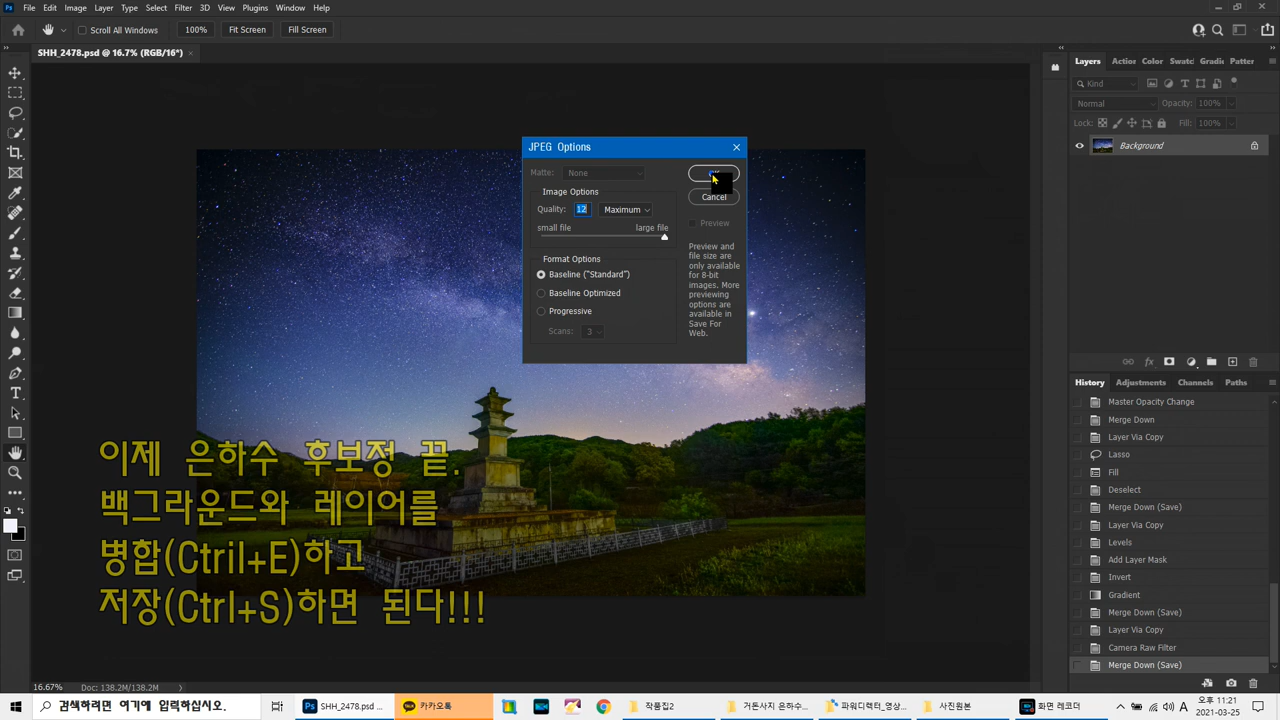 File Edit Image Layer Type Select Filter 3D View Plugins Window Help
Scroll All Windows 100% Fit Screen Fill Screen
SHH_2478.psd @ 16.7% (RGB/16*)
JPEG Options
Matte: None
Image Options
Quality: 12 Maximum
small file large file
Format Options
Baseline ("Standard")
Baseline Optimized
Progressive
Scans: 3
Cancel
Preview
Preview and
file size are
only available
for 8-bit
images. More
previewing
options are
available in
Save For
Web.
이제 은하수 후보정 끝.
백그라운드와 레이어를
병합(Ctril+E)하고
저장(Ctrl+S)하면 된다!!!
Layers Action Color Swatc Gradi Patter
Kind
Normal Opacity: 100%
Lock: Fill: 100%
Background
History Adjustments Channels Paths
Master Opacity Change
Merge Down
Layer Via Copy
Lasso
Fill
Deselect
Merge Down (Save)
Layer Via Copy
Levels
Add Layer Mask
Invert
Gradient
Merge Down (Save)
Layer Via Copy
Camera Raw Filter
Merge Down (Save)
16.67% Doc: 138.2M/138.2M
검색하려면 여기에 입력하십시오.
SHH_2478.psd ...
카카오톡
작품집2
거돈사지 은하수...
파워디렉터_영상...
사진원본
화면 레코더
A 오후 11:21
2021-03-25